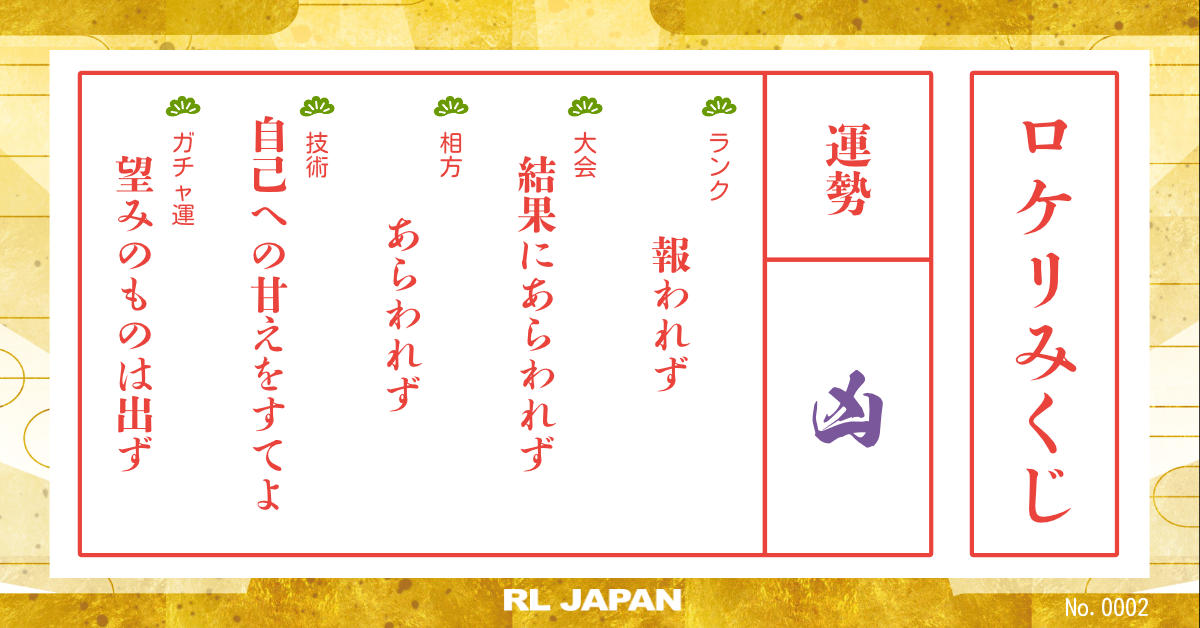 ロケリみくじ
運勢
凶
ランク
報われず
大会
結果にあらわれず
相方
あらわれず
技術
自己への甘えをすてよ
ガチャ運
望みのものは出ず
RL JAPAN
No. 0002